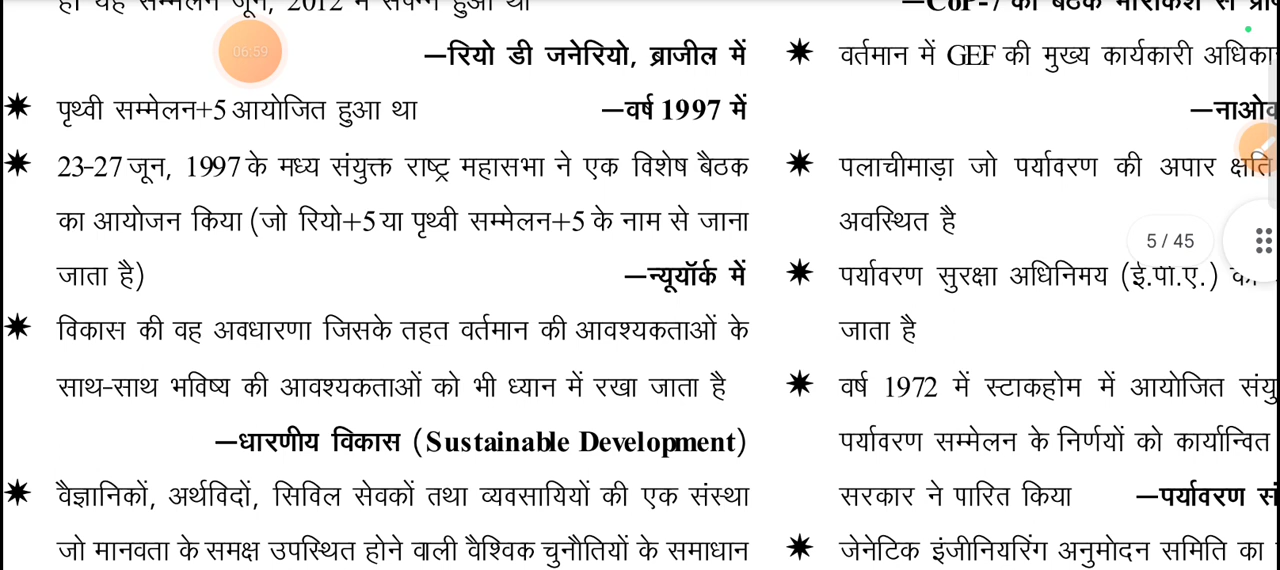 06:59
—रियो डी जनेरियो, ब्राजील में
पृथ्वी सम्मेलन+5 आयोजित हुआ था —वर्ष 1997 में
23-27 जून, 1997 के मध्य संयुक्त राष्ट्र महासभा ने एक विशेष बैठक
का आयोजन किया (जो रियो+5 या पृथ्वी सम्मेलन+5 के नाम से जाना
जाता है) —न्यूयॉर्क में
विकास की वह अवधारणा जिसके तहत वर्तमान की आवश्यकताओं के
साथ-साथ भविष्य की आवश्यकताओं को भी ध्यान में रखा जाता है
—धारणीय विकास (Sustainable Development)
वैज्ञानिकों, अर्थविदों, सिविल सेवकों तथा व्यवसायियों की एक संस्था
जो मानवता के समक्ष उपस्थित होने वाली वैश्विक चुनौतियों के समाधान
वर्तमान में GEF की मुख्य कार्यकारी
पलाचीमाड़ा जो पर्यावरण की अपार क्षति
अवस्थित है
5 / 45
पर्यावरण सुरक्षा अधिनिमय (ई.पी.ए.)
जाता है
वर्ष 1972 में स्टाकहोम में आयोजित
पर्यावरण सम्मेलन के निर्णयों को कार्यान्वित
सरकार ने पारित किया —पर्यावरण
जेनेटिक इंजीनियरिंग अनुमोदन समिति का